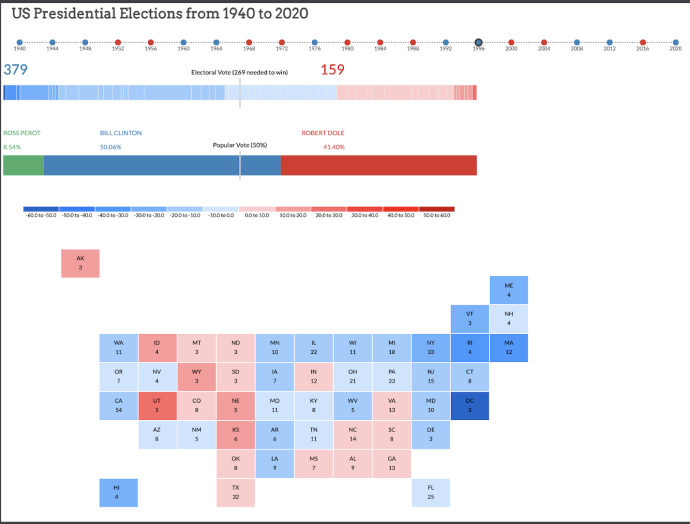 US Presidential Elections from 1940 to 2020
1940 1944 1948 1952 1956 1960 1964 1968 1972 1976 1980 1984 1988 1992 1996 2000 2004 2008 2012 2016 2020
379 Electoral Vote (269 needed to win) 159
ROSS PEROT BILL CLINTON ROBERT DOLE
8.54% 50.06% Popular Vote (50%) 41.40%
-60.0 to -50.0 -50.0 to -40.0 -40.0 to -30.0 -30.0 to -20.0 -20.0 to -10.0 -10.0 to 0.0 0.0 to 10.0 10.0 to 20.0 20.0 to 30.0 30.0 to 40.0 40.0 to 50.0 50.0 to 60.0
AK
3
ME
4
VT NH
3 4
WA ID MT ND MN IL WI MI NY RI MA
11 4 3 3 10 22 11 18 33 4 12
OR NV WY SD IA IN OH PA NJ CT
7 4 3 3 7 12 21 23 15 8
CA UT CO NE MO KY WV VA MD DC
54 5 8 5 11 8 5 13 10 3
AZ NM KS AR TN NC SC DE
8 5 6 6 11 14 8 3
OK LA MS AL GA
8 9 7 9 13
HI TX FL
4 32 25